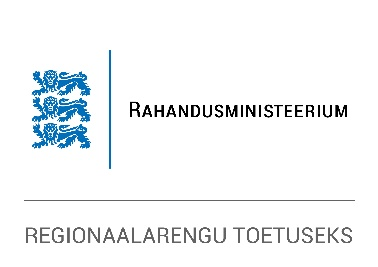 RAHANDUSMINISTEERIUM
REGIONAALARENGU TOETUSEKS